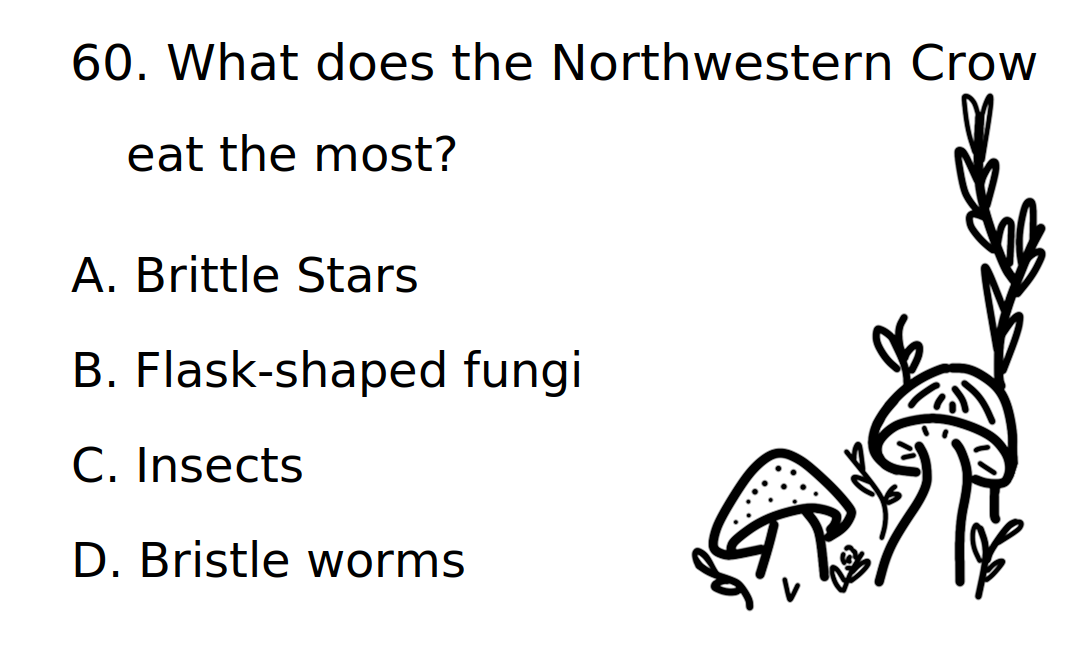 60. What does the Northwestern Crow
eat the most?
A. Brittle Stars
B. Flask-shaped fungi
C. Insects
D. Bristle worms